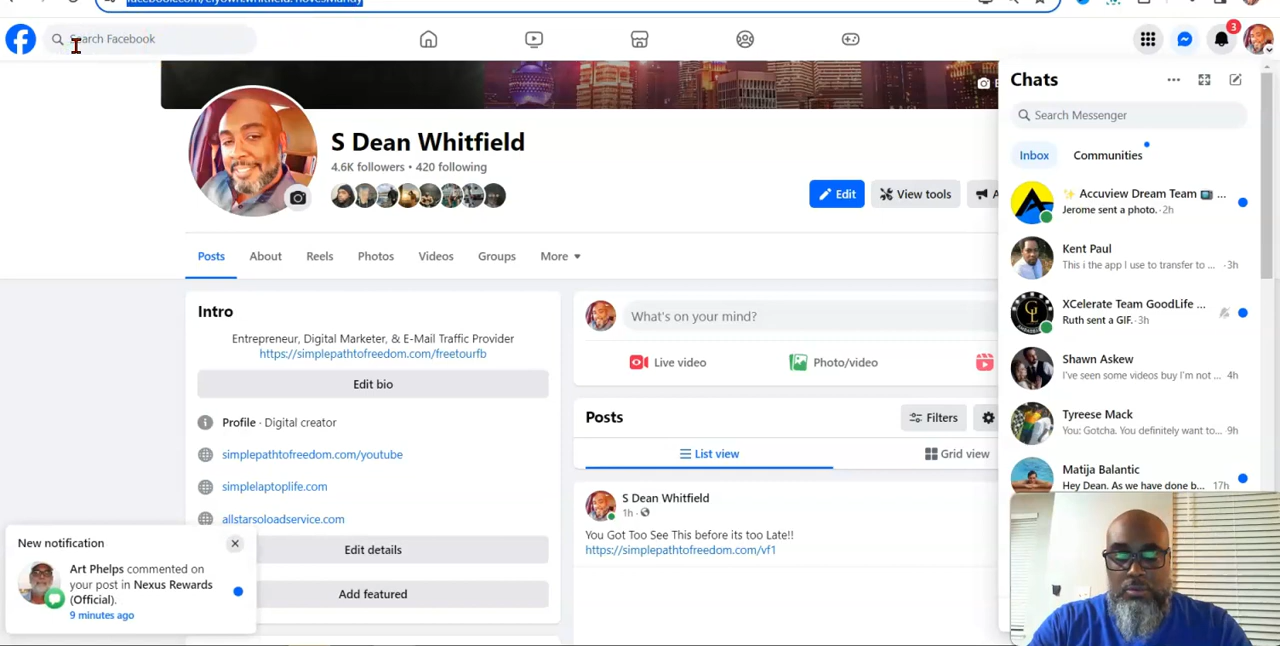 Search Facebook
3
S Dean Whitfield
4.6K followers • 420 following
Edit
View tools
Posts
About
Reels
Photos
Videos
Groups
More
Intro
Entrepreneur, Digital Marketer, & E-Mail Traffic Provider
https://simplepathtofreedom.com/freetourfb
Edit bio
Profile · Digital creator
simplepathtofreedom.com/youtube
simplelaptoplife.com
allstarsoloadservice.com
Edit details
Add featured
What's on your mind?
Live video
Photo/video
Posts
Filters
List view
Grid view
S Dean Whitfield
1h ·
You Got Too See This before its too Late!!
https://simplepathtofreedom.com/vf1
Chats
Search Messenger
Inbox
Communities
✨ Accuview Dream Team 📺 ...
Jerome sent a photo. · 2h
Kent Paul
This i the app I use to transfer to ... · 3h
XCelerate Team GoodLife ...
Ruth sent a GIF. · 3h
Shawn Askew
I've seen some videos buy I'm not ... 4h
Tyreese Mack
You: Gotcha. You definitely want to... 9h
Matija Balantic
Hey Dean. As we have done b... 17h
New notification
Art Phelps commented on
your post in Nexus Rewards
(Official).
9 minutes ago